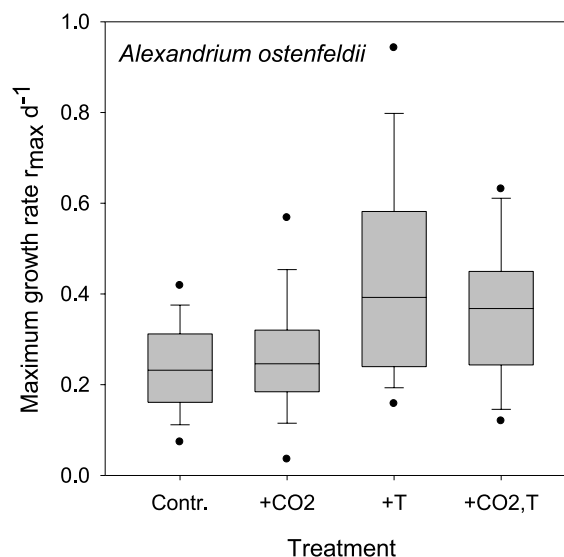 Alexandrium ostenfeldii
Maximum growth rate rmax d-1
1.0
0.8
0.6
0.4
0.2
0.0
Contr. +CO2 +T +CO2,T
Treatment